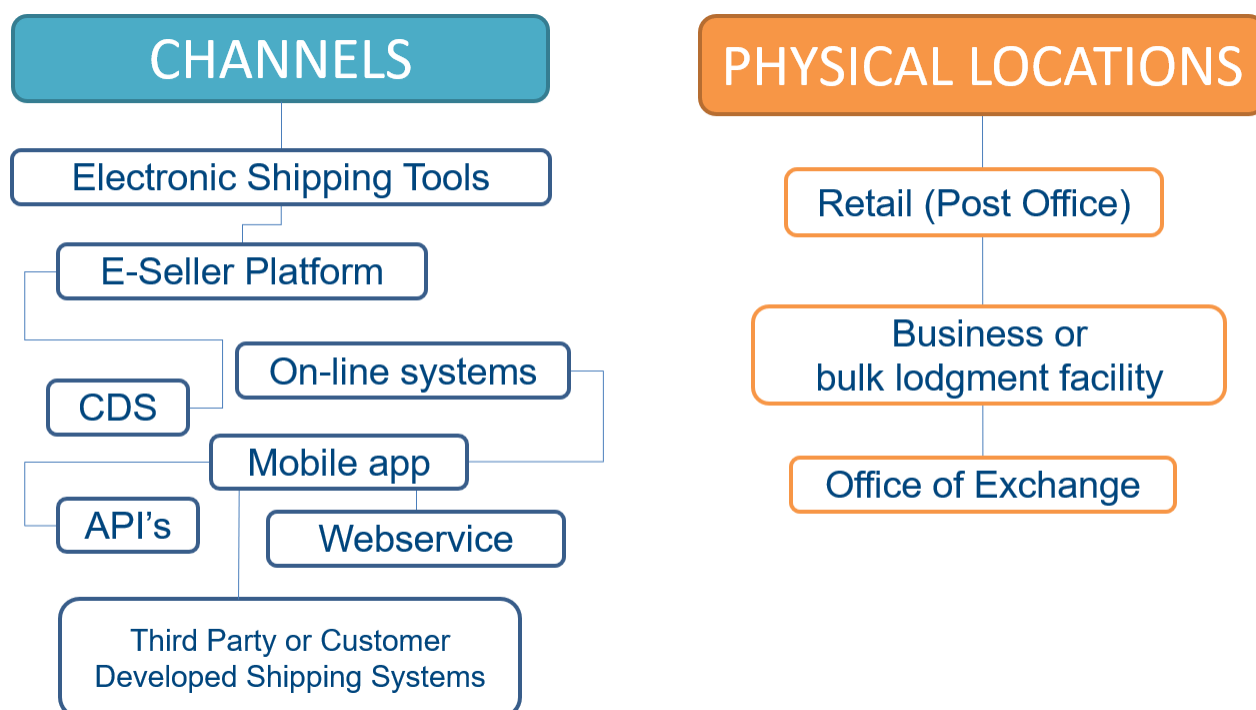 CHANNELS
Electronic Shipping Tools
E-Seller Platform
On-line systems
CDS
Mobile app
API's
Webservice
Third Party or Customer
Developed Shipping Systems
PHYSICAL LOCATIONS
Retail (Post Office)
Business or
bulk lodgment facility
Office of Exchange